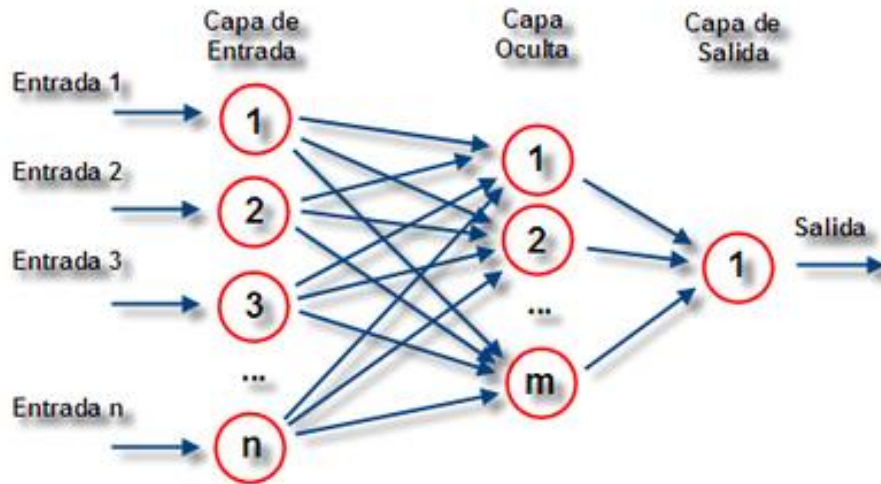 Capa de
Entrada
Capa
Oculta
Capa de
Salida
Entrada 1
1
Entrada 2
2
Entrada 3
3
...
Entrada n
n
1
2
...
m
1
Salida